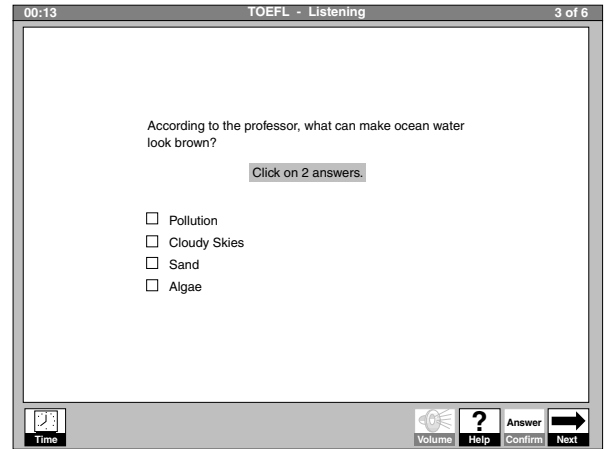 00:13 TOEFL - Listening 3 of 6
According to the professor, what can make ocean water
look brown?
Click on 2 answers.
Pollution
Cloudy Skies
Sand
Algae
Time
Volume
?
Help
Answer
Confirm
Next